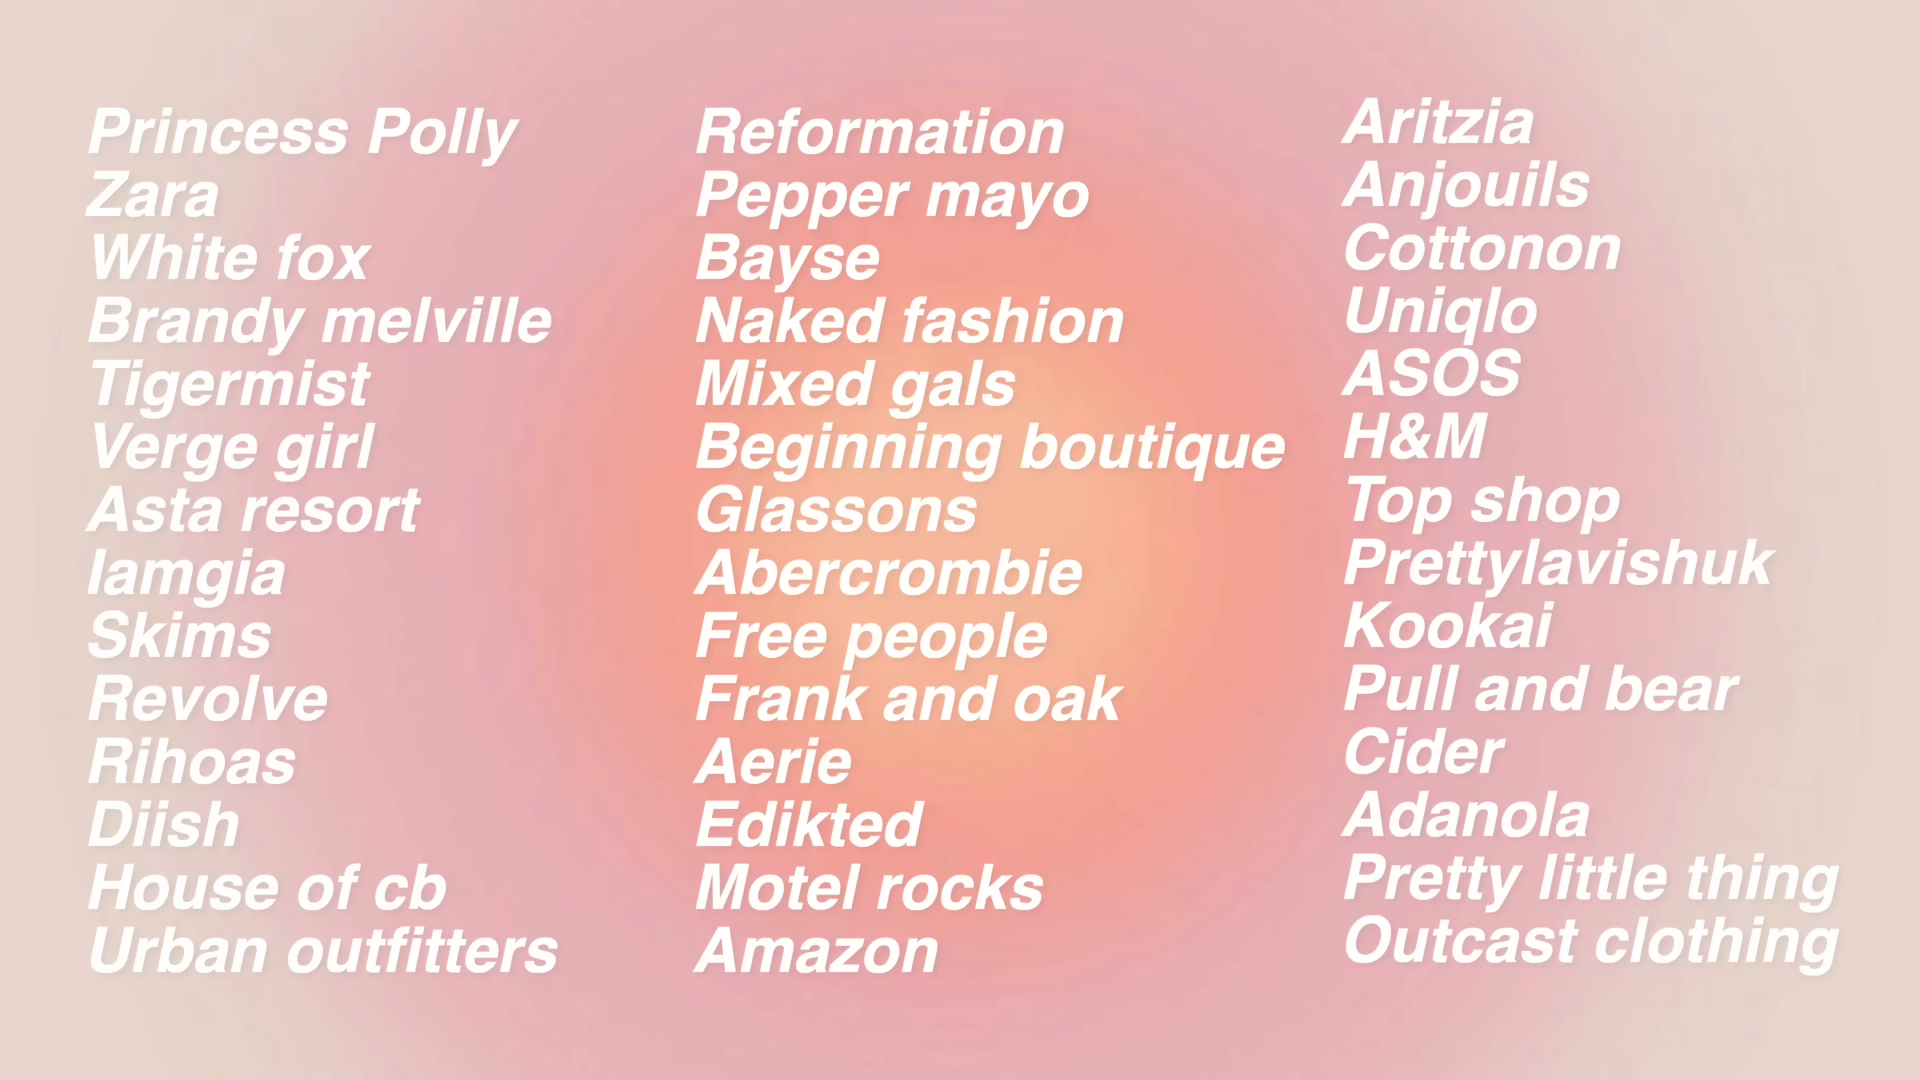 Princess Polly
Zara
White fox
Brandy melville
Tigermist
Verge girl
Asta resort
Iamgia
Skims
Revolve
Rihoas
Diish
House of cb
Urban outfitters
Reformation
Pepper mayo
Bayse
Naked fashion
Mixed gals
Beginning boutique
Glassons
Abercrombie
Free people
Frank and oak
Aerie
Edikted
Motel rocks
Amazon
Aritzia
Anjouils
Cottonon
Uniqlo
ASOS
H&M
Top shop
Prettylavishuk
Kookai
Pull and bear
Cider
Adanola
Pretty little thing
Outcast clothing